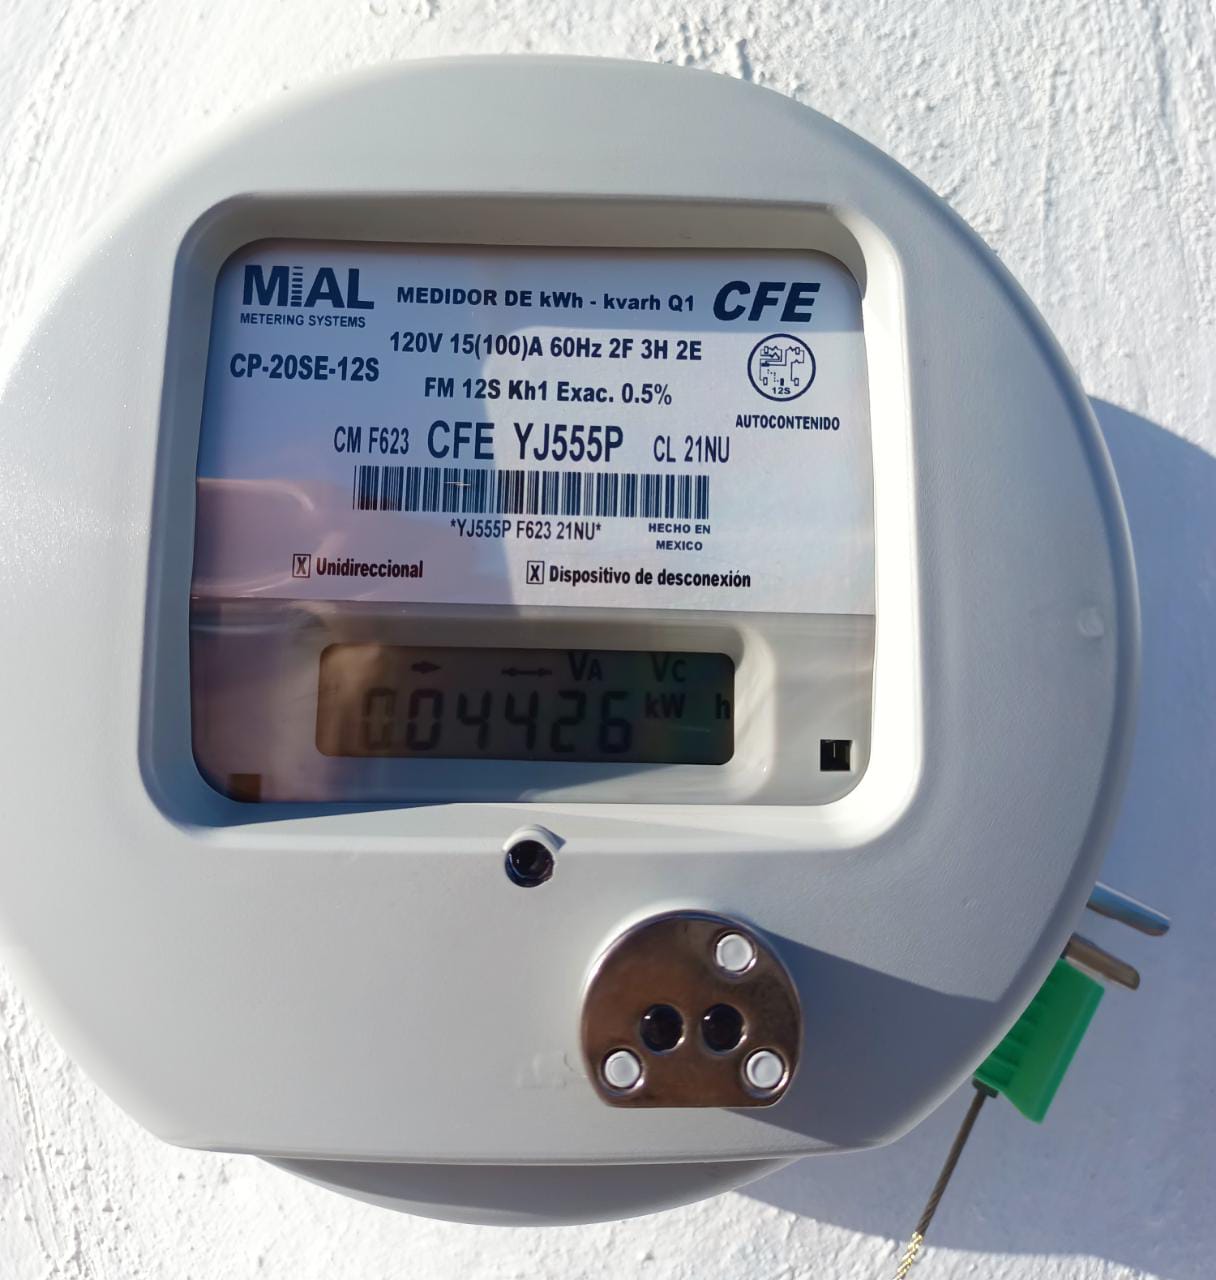 MIAL
METERING SYSTEMS
MEDIDOR DE kWh - kvarh Q1
CFE
120V 15(100)A 60Hz 2F 3H 2E
CP-20SE-12S
FM 12S Kh1 Exac. 0.5%
12S
AUTOCONTENIDO
CM F623 CFE YJ555P CL 21NU
*YJ555P F623 21NU*
HECHO EN
MEXICO
X Unidireccional
X Dispositivo de desconexión
VA VC
004426 kW h